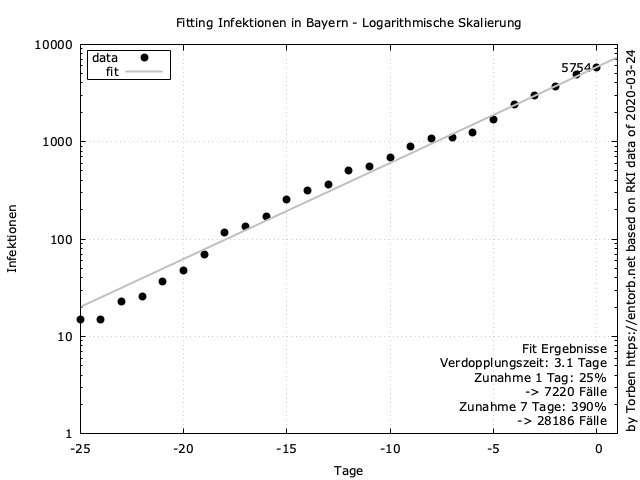 Fitting Infektionen in Bayern - Logarithmische Skalierung
10000
1000
100
10
1
Infektionen
data
fit
5754
Fit Ergebnisse
Verdopplungszeit: 3.1 Tage
Zunahme 1 Tag: 25%
-> 7220 Fälle
Zunahme 7 Tage: 390%
-> 28186 Fälle
-25 -20 -15 -10 -5 0
Tage
by Torben https://entorb.net based on RKI data of 2020-03-24